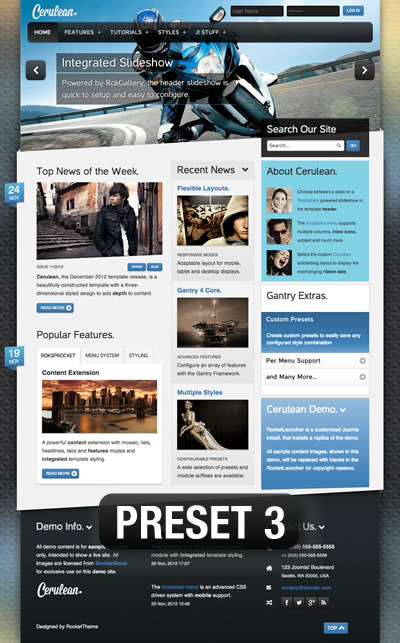 Cerulean.
User Name
LOG IN
HOME
FEATURES +
TUTORIALS +
STYLES +
J! STUFF +
Integrated Slideshow
Powered by RokGallery, the header slideshow is
quick to setup and easy to configure.
Search Our Site
Search...
GO
24
NOV
Top News of the Week.
ISSUE 11/2012
Cerulean, the December 2012 template release, is a
beautifully constructed template with a three-
dimensional styled design to add depth to content.
READ MORE
19
NOV
Popular Features.
ROKSPROCKET
MENU SYSTEM
STYLING
Content Extension
A powerful content extension with mosaic, lists,
headlines, tabs and features modes and
integrated template styling.
READ MORE
Recent News
Flexible Layouts.
RESPONSIVE MODES
Adaptable layout for mobile,
tablet and desktop displays.
Gantry 4 Core.
ADVANCED FEATURES
Configure an array of features
with the Gantry Framework.
Multiple Styles
CONFIGURABLE PRESETS
A wide selection of presets and
module suffixes are available.
About Cerulean.
Choose between a static or a
RokGallery powered slideshow in
the template header.
The dropdown menu supports
multiple columns, inline icons,
subtext and much more.
Select the custom Cerulean
articleblog layout to display the
overhanging ribbon date.
Gantry Extras.
Custom Presets
Create custom presets to easily save any
configured style combination
Per Menu Support
and Many More...
Cerulean Demo.
RocketLauncher is a customized Joomla
install, that installs a replica of the demo.
All sample content images, shown in this
demo, will be replaced with blanks in the
RocketLauncher for copyright reasons.
PRESET 3
Demo Info.
All demo content is for sample
only, intended to show a live site. All
images are licensed from ShutterStock
for exclusive use on this demo site.
Cerulean.
Designed by RocketTheme
module with integrated template styling.
26 Nov, 2012 17:07
The dropdown menu is an advanced CSS
driven system with mobile support.
23 Nov, 2012 12:46
Us.
555-555-5555
+1 (555) 555-5555
123 Joomla! Boulevard
Seattle, WA 00000, USA
noreply@domain.com
TOP